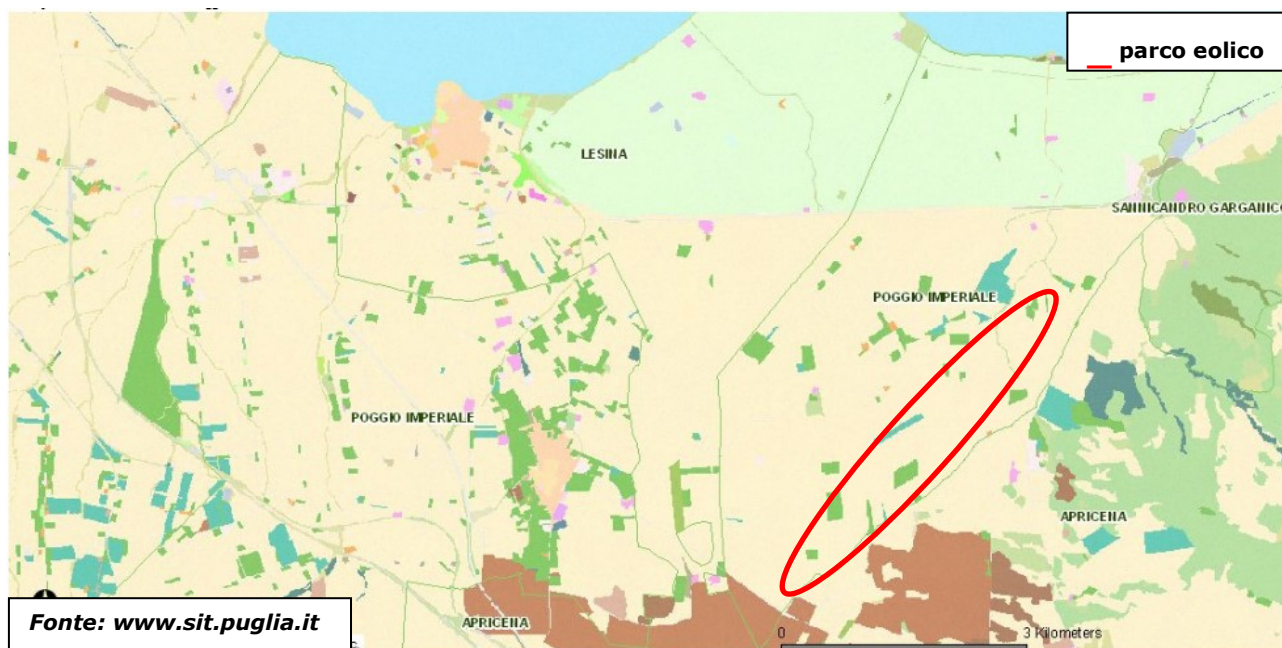 parco eolico
LESINA
SANNICANDRO GARGANICO
POGGIO IMPERIALE
POGGIO IMPERIALE
APRICENA
APRICENA
Fonte: www.sit.puglia.it
0
3 Kilometers